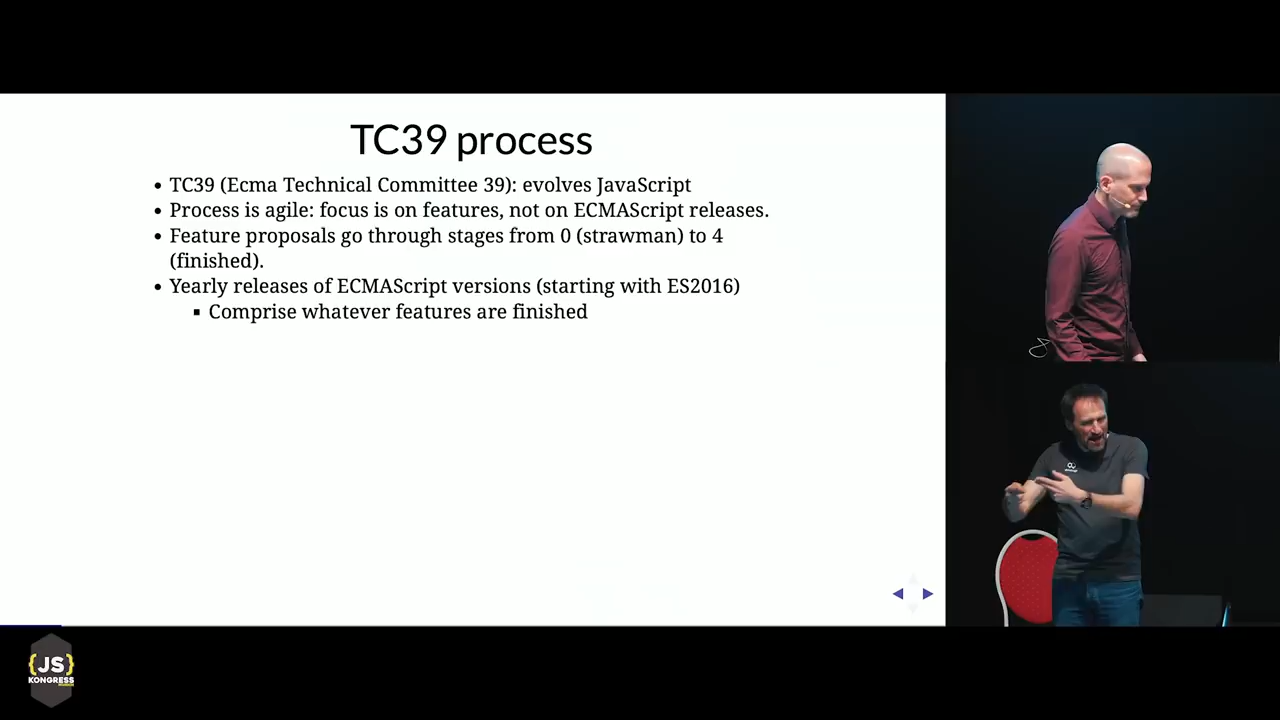 TC39 process
• TC39 (Ecma Technical Committee 39): evolves JavaScript
• Process is agile: focus is on features, not on ECMAScript releases.
• Feature proposals go through stages from 0 (strawman) to 4
(finished).
• Yearly releases of ECMAScript versions (starting with ES2016)
▪ Comprise whatever features are finished
{JS}
KONGRESS